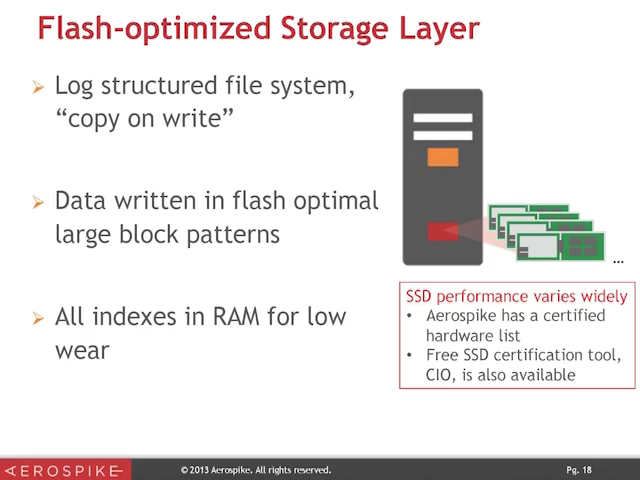 Flash-optimized Storage Layer
➢ Log structured file system,
“copy on write”
➢ Data written in flash optimal
large block patterns
➢ All indexes in RAM for low
wear
...
SSD performance varies widely
• Aerospike has a certified
hardware list
• Free SSD certification tool,
CIO, is also available
AEROSPIKE
© 2013 Aerospike. All rights reserved.
Pg. 18